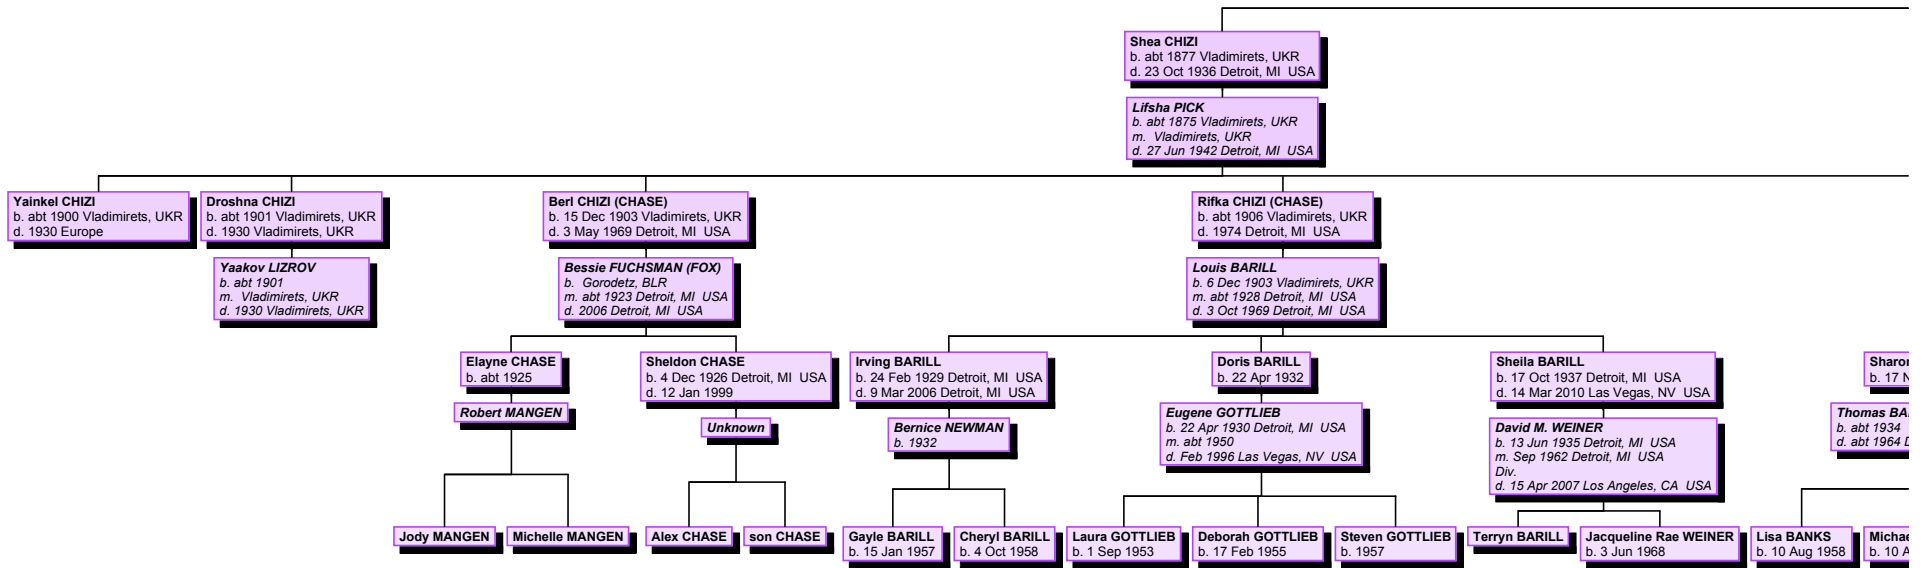 Shea CHIZI
b. abt 1877 Vladimirets, UKR
d. 23 Oct 1936 Detroit, MI USA
Lifsha PICK
b. abt 1875 Vladimirets, UKR
m. Vladimirets, UKR
d. 27 Jun 1942 Detroit, MI USA
Yainkel CHIZI
b. abt 1900 Vladimirets, UKR
d. 1930 Europe
Droshna CHIZI
b. abt 1901 Vladimirets, UKR
d. 1930 Vladimirets, UKR
Yaakov LIZROV
b. abt 1901
m. Vladimirets, UKR
d. 1930 Vladimirets, UKR
Berl CHIZI (CHASE)
b. 15 Dec 1903 Vladimirets, UKR
d. 3 May 1969 Detroit, MI USA
Bessie FUCHSMAN (FOX)
b. Gorodetz, BLR
m. abt 1923 Detroit, MI USA
d. 2006 Detroit, MI USA
Rifka CHIZI (CHASE)
b. abt 1906 Vladimirets, UKR
d. 1974 Detroit, MI USA
Louis BARILL
b. 6 Dec 1903 Vladimirets, UKR
m. abt 1928 Detroit, MI USA
d. 3 Oct 1969 Detroit, MI USA
Elayne CHASE
b. abt 1925
Robert MANGEN
Sheldon CHASE
b. 4 Dec 1926 Detroit, MI USA
d. 12 Jan 1999
Unknown
Irving BARILL
b. 24 Feb 1929 Detroit, MI USA
d. 9 Mar 2006 Detroit, MI USA
Bernice NEWMAN
b. 1932
Doris BARILL
b. 22 Apr 1932
Eugene GOTTLIEB
b. 22 Apr 1930 Detroit, MI USA
m. abt 1950
d. Feb 1996 Las Vegas, NV USA
Sheila BARILL
b. 17 Oct 1937 Detroit, MI USA
d. 14 Mar 2010 Las Vegas, NV USA
David M. WEINER
b. 13 Jun 1935 Detroit, MI USA
m. Sep 1962 Detroit, MI USA
Div.
d. 15 Apr 2007 Los Angeles, CA USA
Sharon
b. 17
Thomas
b. abt 1934
d. abt 1964
Jody MANGEN
Michelle MANGEN
Alex CHASE
son CHASE
Gayle BARILL
b. 15 Jan 1957
Cheryl BARILL
b. 4 Oct 1958
Laura GOTTLIEB
b. 1 Sep 1953
Deborah GOTTLIEB
b. 17 Feb 1955
Steven GOTTLIEB
b. 1957
Terryn BARILL
Jacqueline Rae WEINER
b. 3 Jun 1968
Lisa BANKS
b. 10 Aug 1958
b. 10